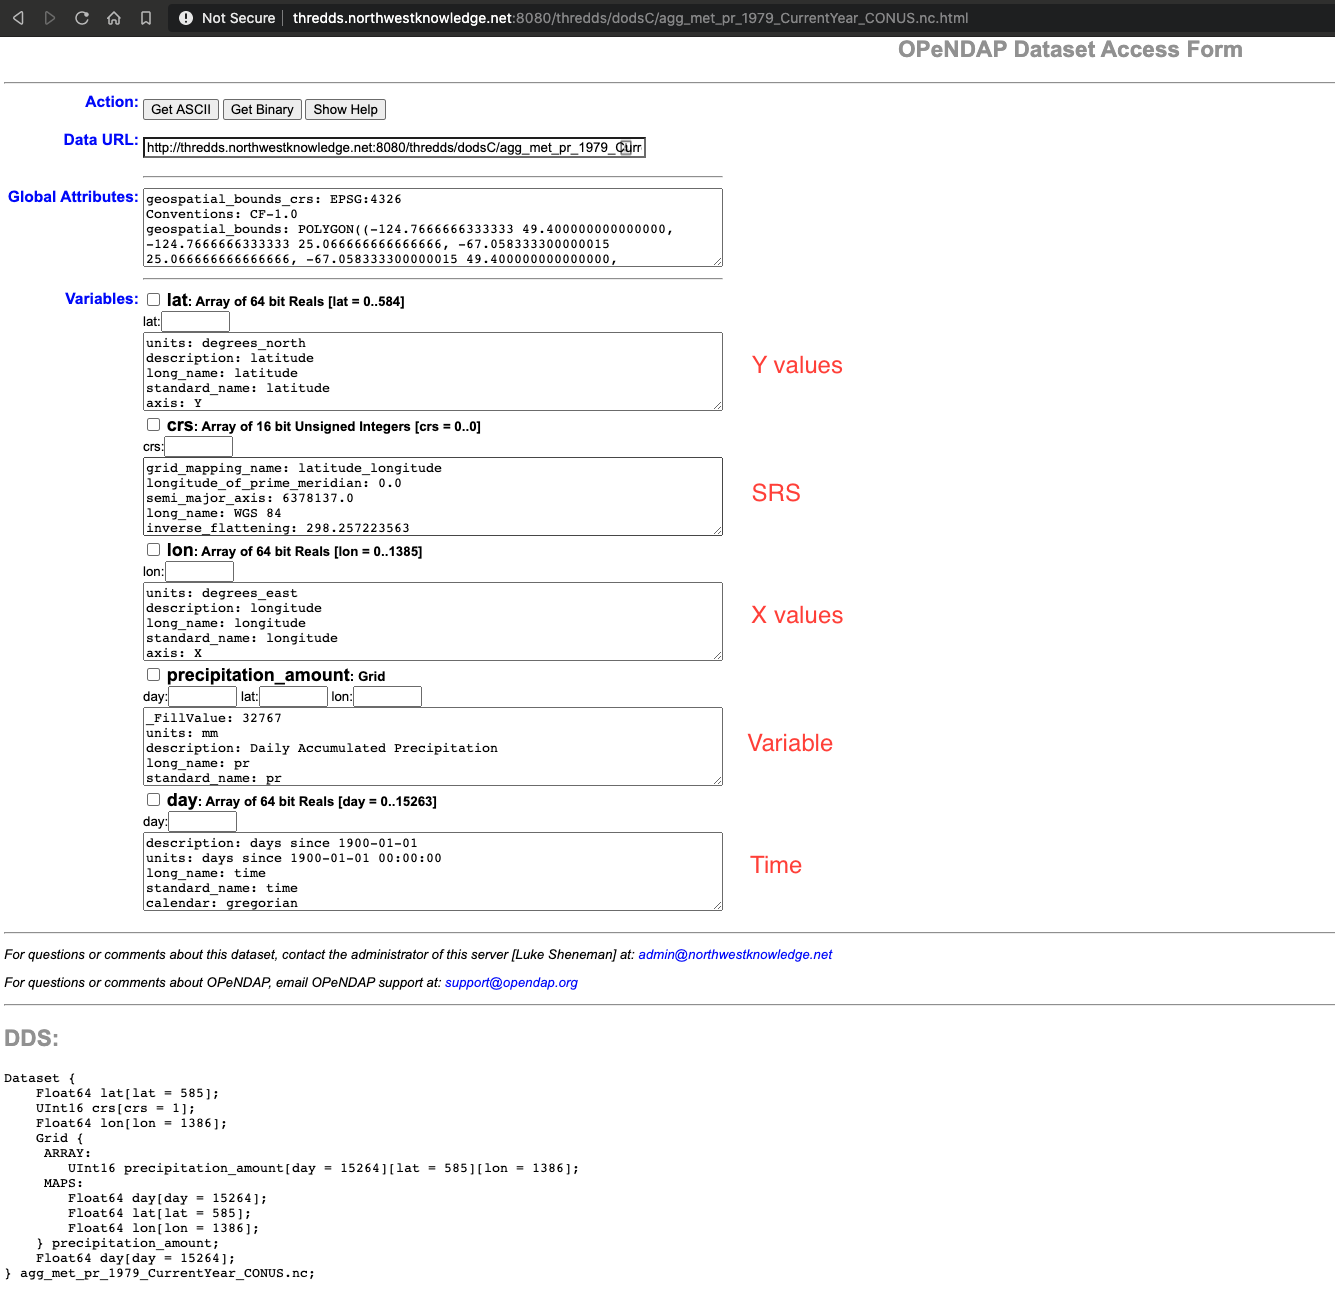 Not Secure thredds.northwestknowledge.net:8080/thredds/dodsC/agg_met_pr_1979_CurrentYear_CONUS.nc.html
OPeNDAP Dataset Access Form
Action: Get ASCII Get Binary Show Help
Data URL: http://thredds.northwestknowledge.net:8080/thredds/dodsC/agg_met_pr_1979_Curr
Global Attributes: geospatial_bounds_crs: EPSG:4326
Conventions: CF-1.0
geospatial_bounds: POLYGON((-124.7666666333333 49.400000000000000,
-124.7666666333333 25.066666666666666, -67.058333300000015
25.066666666666666, -67.058333300000015 49.400000000000000,
Variables: lat: Array of 64 bit Reals [lat = 0..584]
lat:
units: degrees_north
description: latitude
long_name: latitude
standard_name: latitude
axis: Y
Y values
crs: Array of 16 bit Unsigned Integers [crs = 0..0]
crs:
grid_mapping_name: latitude_longitude
longitude_of_prime_meridian: 0.0
semi_major_axis: 6378137.0
long_name: WGS 84
inverse_flattening: 298.257223563
SRS
lon: Array of 64 bit Reals [lon = 0..1385]
lon:
units: degrees_east
description: longitude
long_name: longitude
standard_name: longitude
axis: X
X values
precipitation_amount: Grid
day: lat: lon:
_FillValue: 32767
units: mm
description: Daily Accumulated Precipitation
long_name: pr
standard_name: pr
Variable
day: Array of 64 bit Reals [day = 0..15263]
day:
description: days since 1900-01-01
units: days since 1900-01-01 00:00:00
long_name: time
standard_name: time
calendar: gregorian
Time
For questions or comments about this dataset, contact the administrator of this server [Luke Sheneman] at: admin@northwestknowledge.net
For questions or comments about OPeNDAP, email OPeNDAP support at: support@opendap.org
DDS:
Dataset {
Float64 lat[lat = 585];
UInt16 crs[crs = 1];
Float64 lon[lon = 1386];
Grid {
ARRAY:
UInt16 precipitation_amount[day = 15264][lat = 585][lon = 1386];
MAPS:
Float64 day[day = 15264];
Float64 lat[lat = 585];
Float64 lon[lon = 1386];
} precipitation_amount;
Float64 day[day = 15264];
} agg_met_pr_1979_CurrentYear_CONUS.nc;